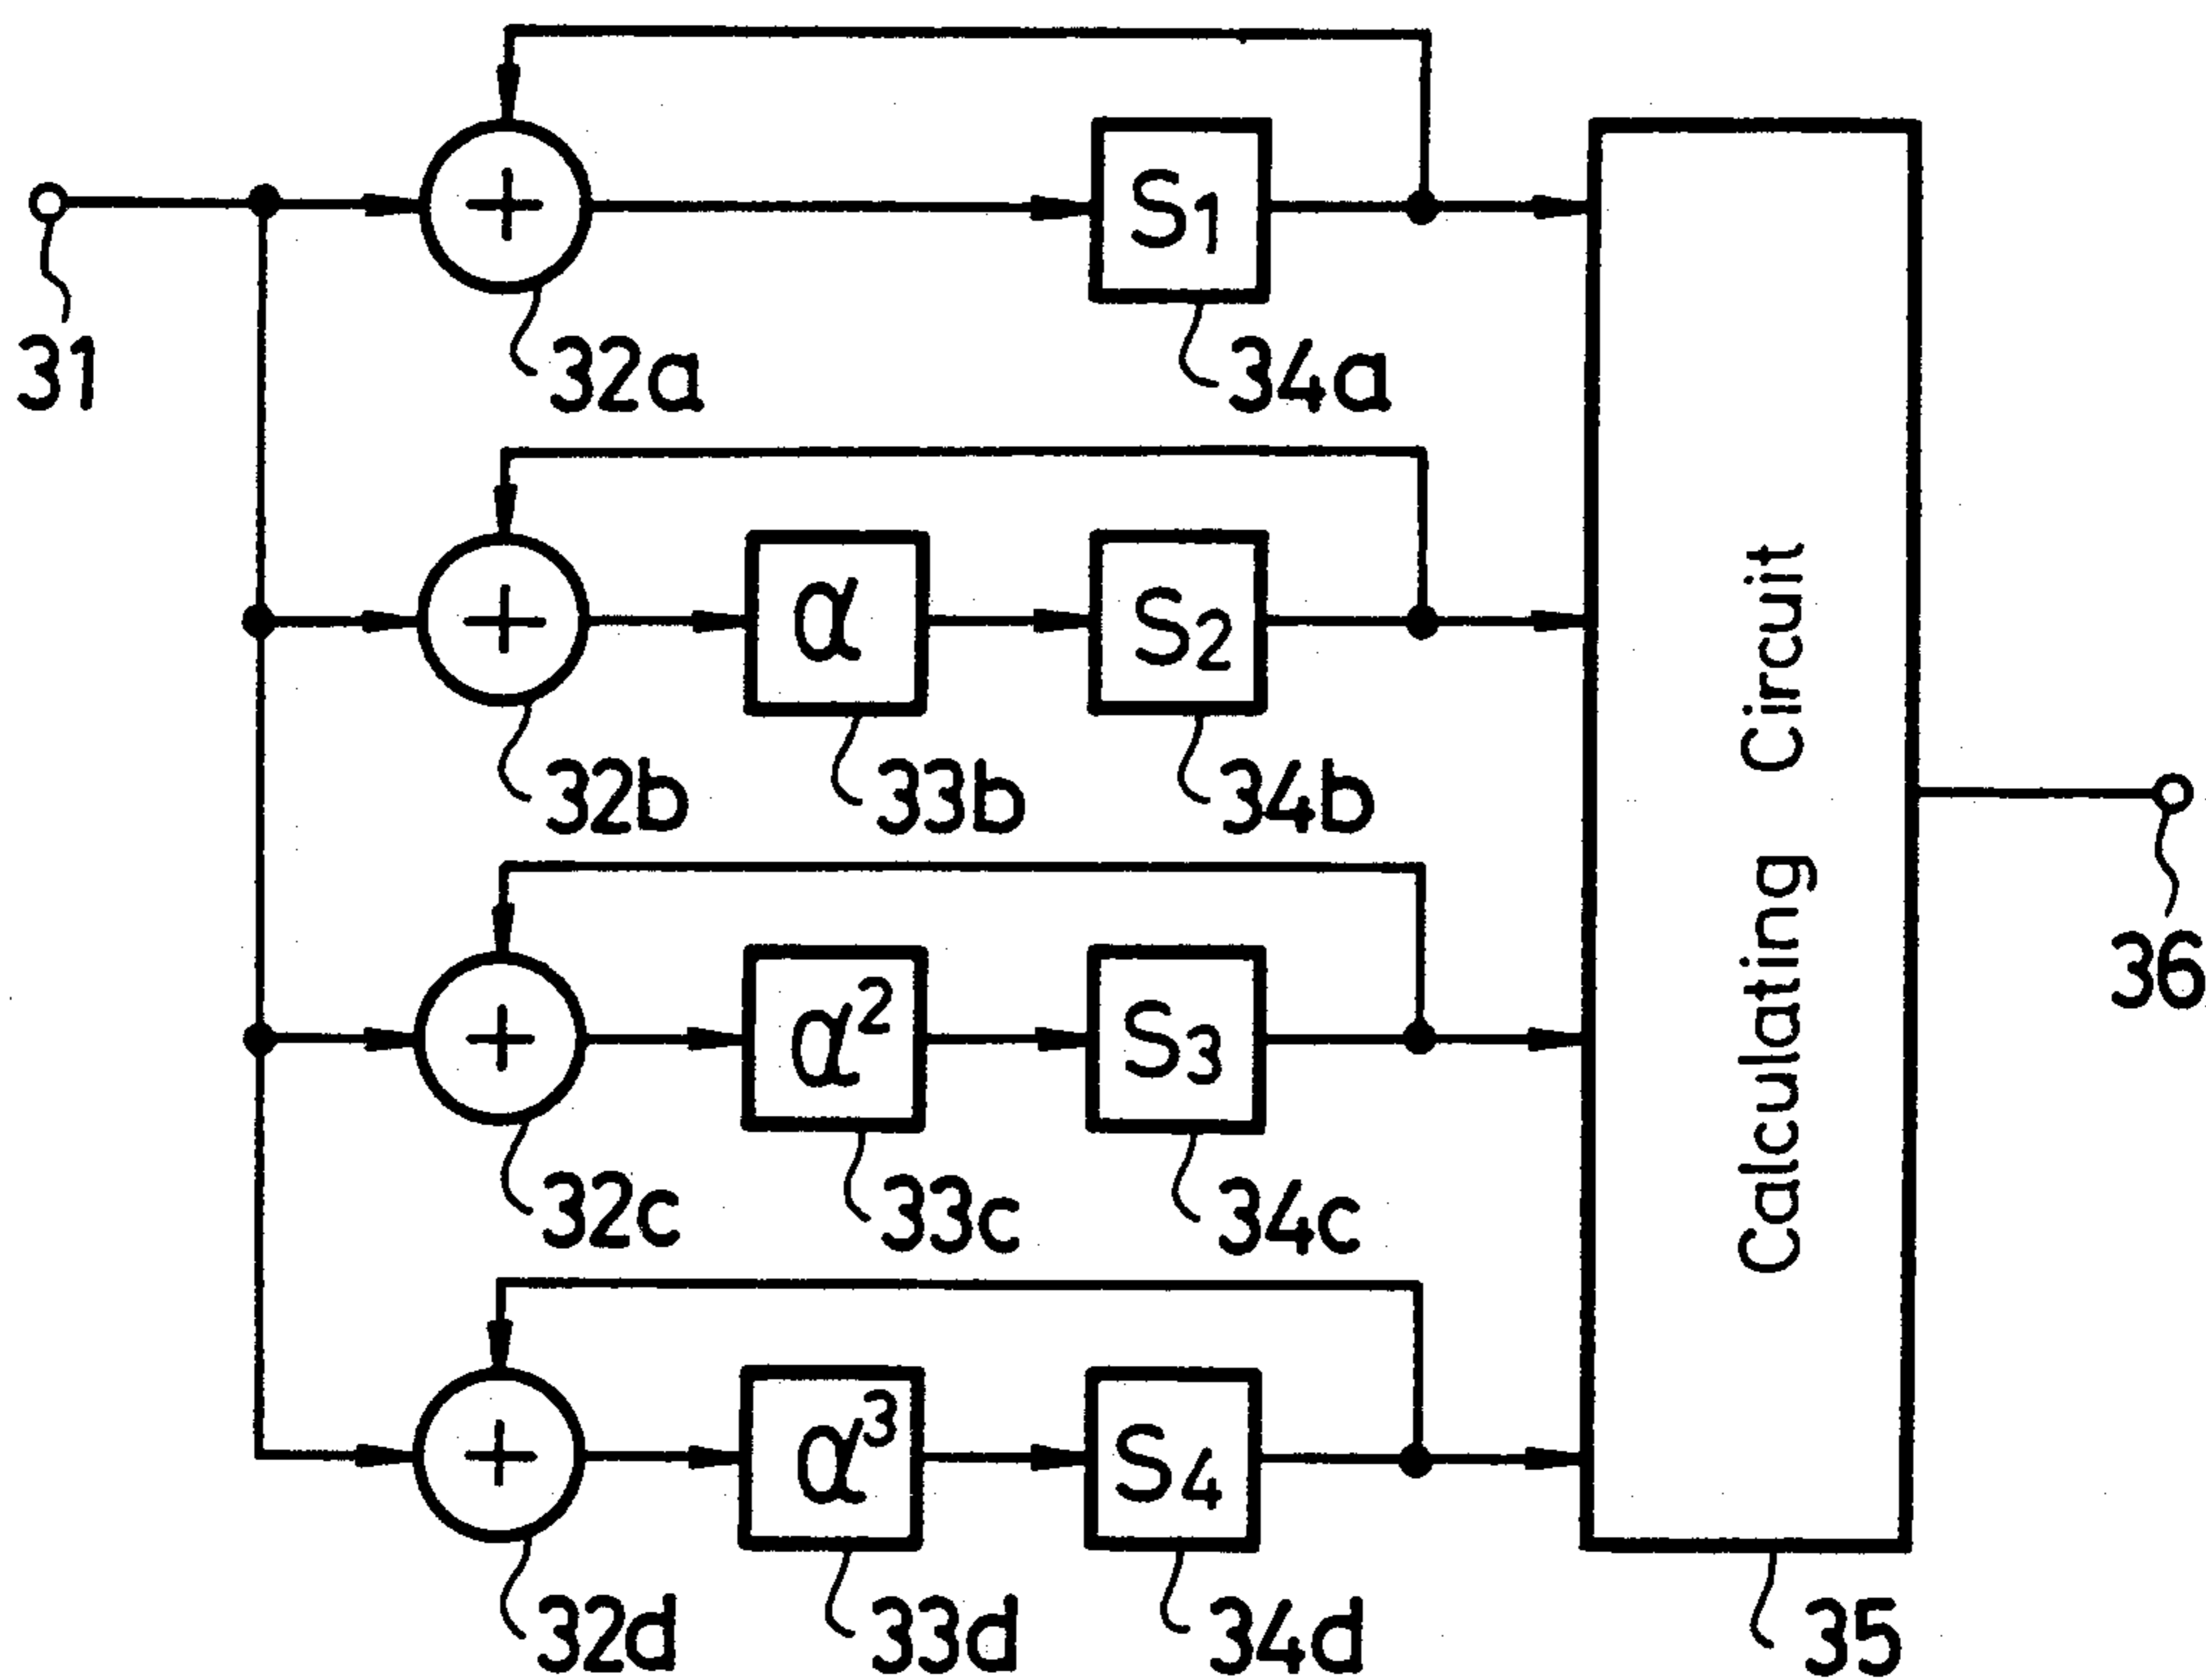 +
S1
31
32a
34a
+
α
S2
32b
33b
34b
+
α²
S3
32c
33c
34c
+
α³
S4
32d
33d
34d
Calculating Circuit
35
36